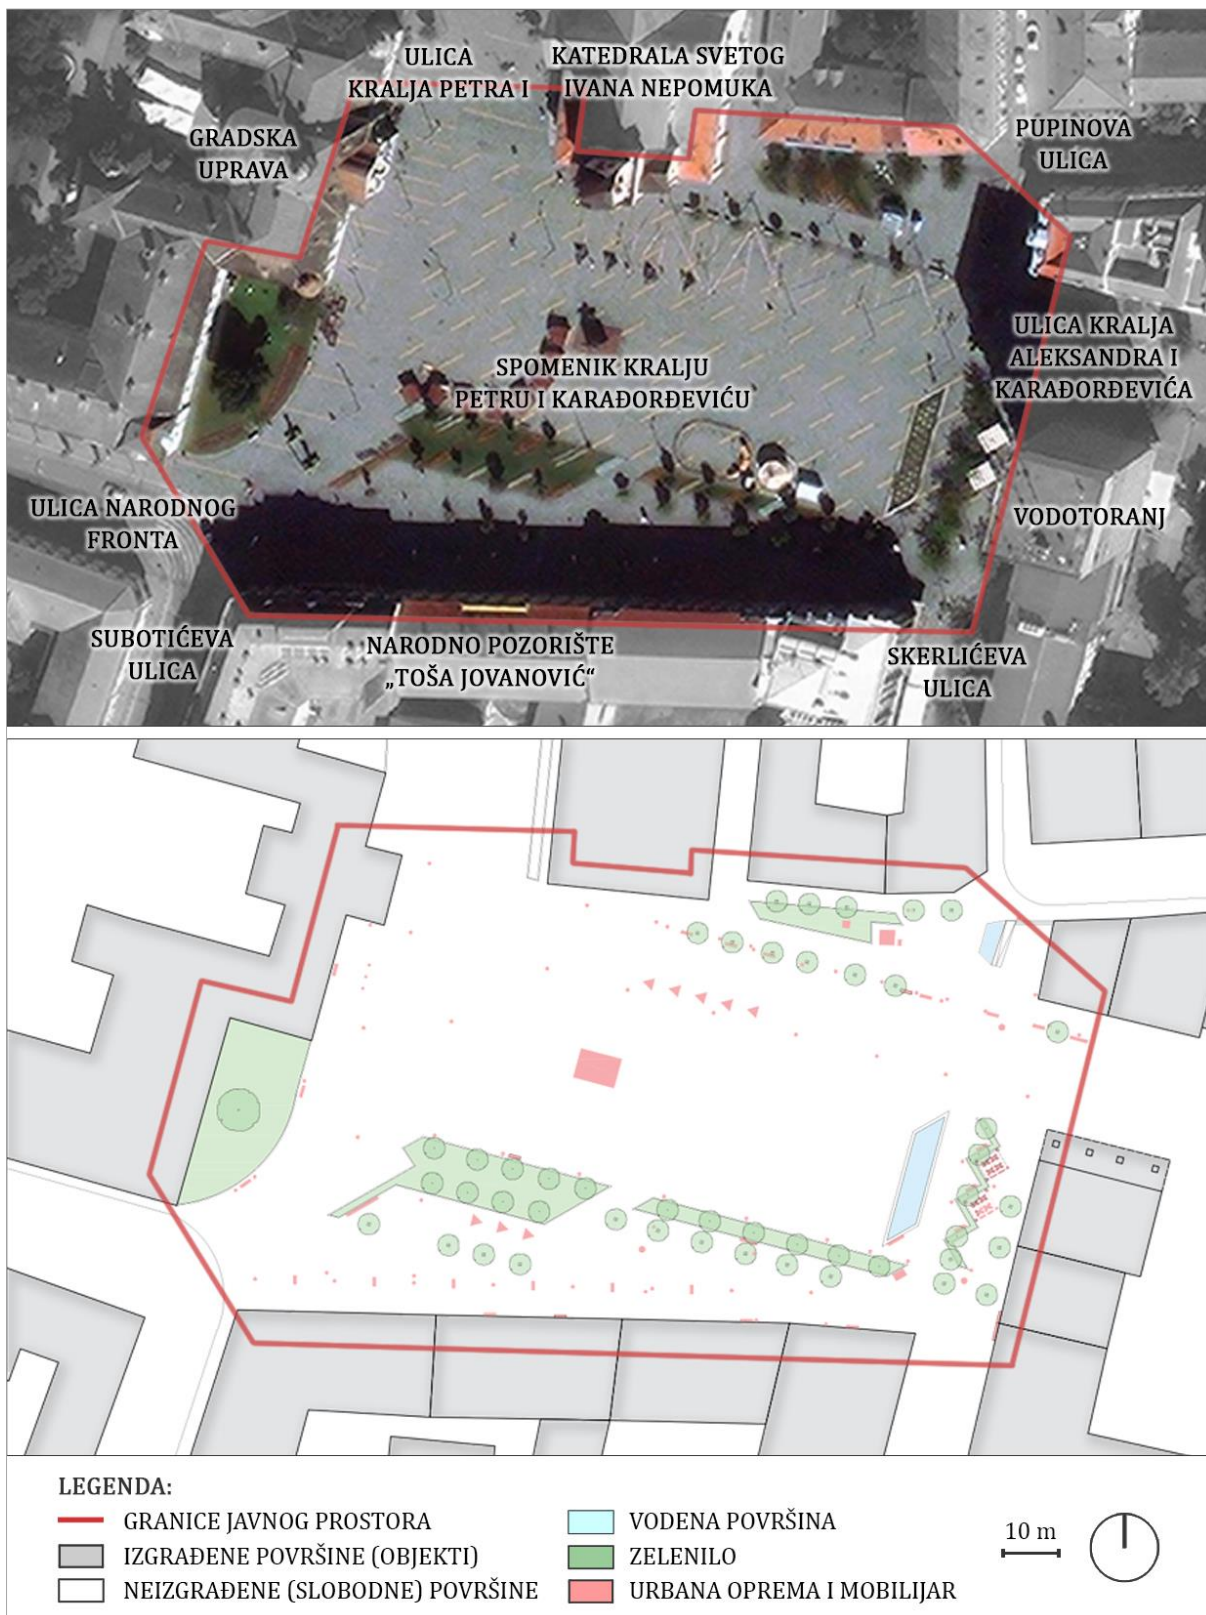 ULICA
KRALJA PETRA I
KATEDRALA SVETOG
IVANA NEPOMUKA
GRADSKA
UPRAVA
PUPINOVA
ULICA
ULICA KRALJA
ALEKSANDRA I
KARAĐORĐEVIĆA
SPOMENIK KRALJU
PETRU I KARAĐORĐEVIĆU
ULICA NARODNOG
FRONTA
VODOTORANJ
SUBOTIĆEVA
ULICA
NARODNO POZORIŠTE
„TOŠA JOVANOVIĆ“
SKERLIĆEVA
ULICA
LEGENDA:
GRANICE JAVNOG PROSTORA
IZGRAĐENE POVRŠINE (OBJEKTI)
NEIZGRAĐENE (SLOBODNE) POVRŠINE
VODENA POVRŠINA
ZELENILO
URBANA OPREMA I MOBILIJAR
10 m